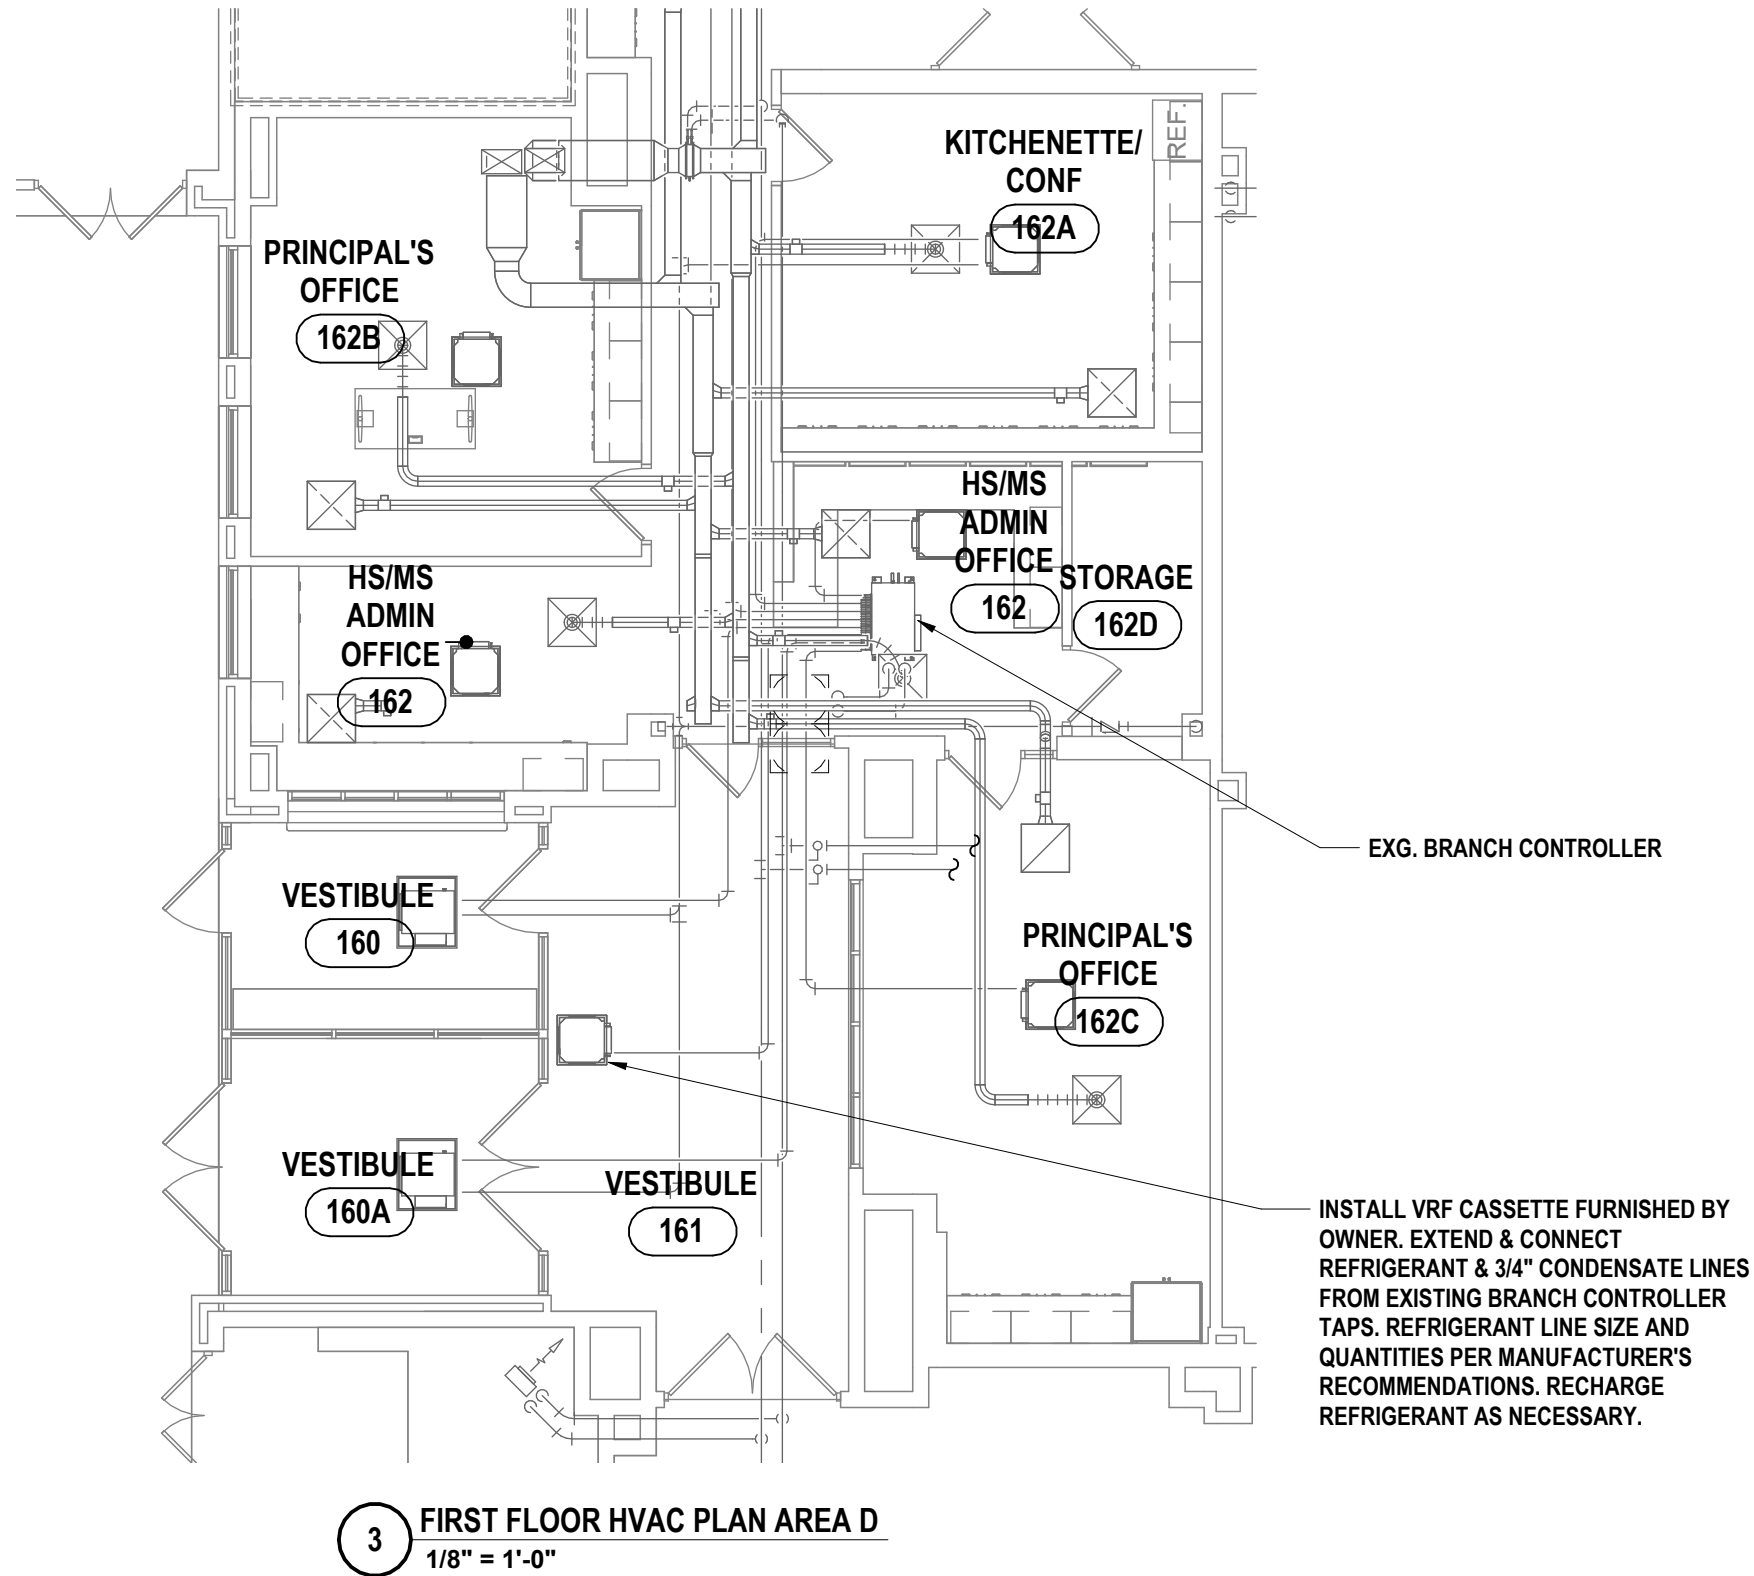 KITCHENETTE/
CONF
162A
REF.
PRINCIPAL'S
OFFICE
162B
HS/MS
ADMIN
OFFICE
162
STORAGE
162D
HS/MS
ADMIN
OFFICE
162
EXG. BRANCH CONTROLLER
VESTIBULE
160
PRINCIPAL'S
OFFICE
162C
VESTIBULE
160A
VESTIBULE
161
INSTALL VRF CASSETTE FURNISHED BY
OWNER. EXTEND & CONNECT
REFRIGERANT & 3/4" CONDENSATE LINES
FROM EXISTING BRANCH CONTROLLER
TAPS. REFRIGERANT LINE SIZE AND
QUANTITIES PER MANUFACTURER'S
RECOMMENDATIONS. RECHARGE
REFRIGERANT AS NECESSARY.
3
FIRST FLOOR HVAC PLAN AREA D
1/8" = 1'-0"